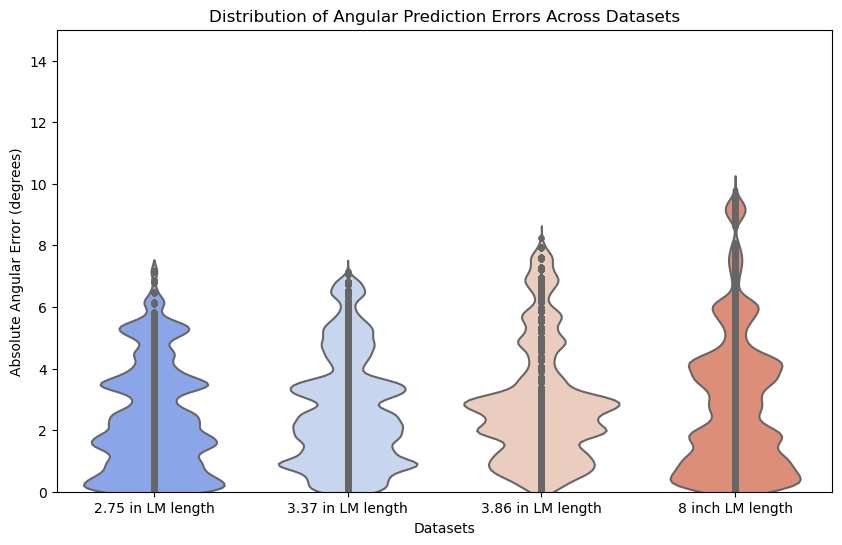 Distribution of Angular Prediction Errors Across Datasets
Absolute Angular Error (degrees)
14
12
10
8
6
4
2
0
2.75 in LM length 3.37 in LM length 3.86 in LM length 8 inch LM length
Datasets